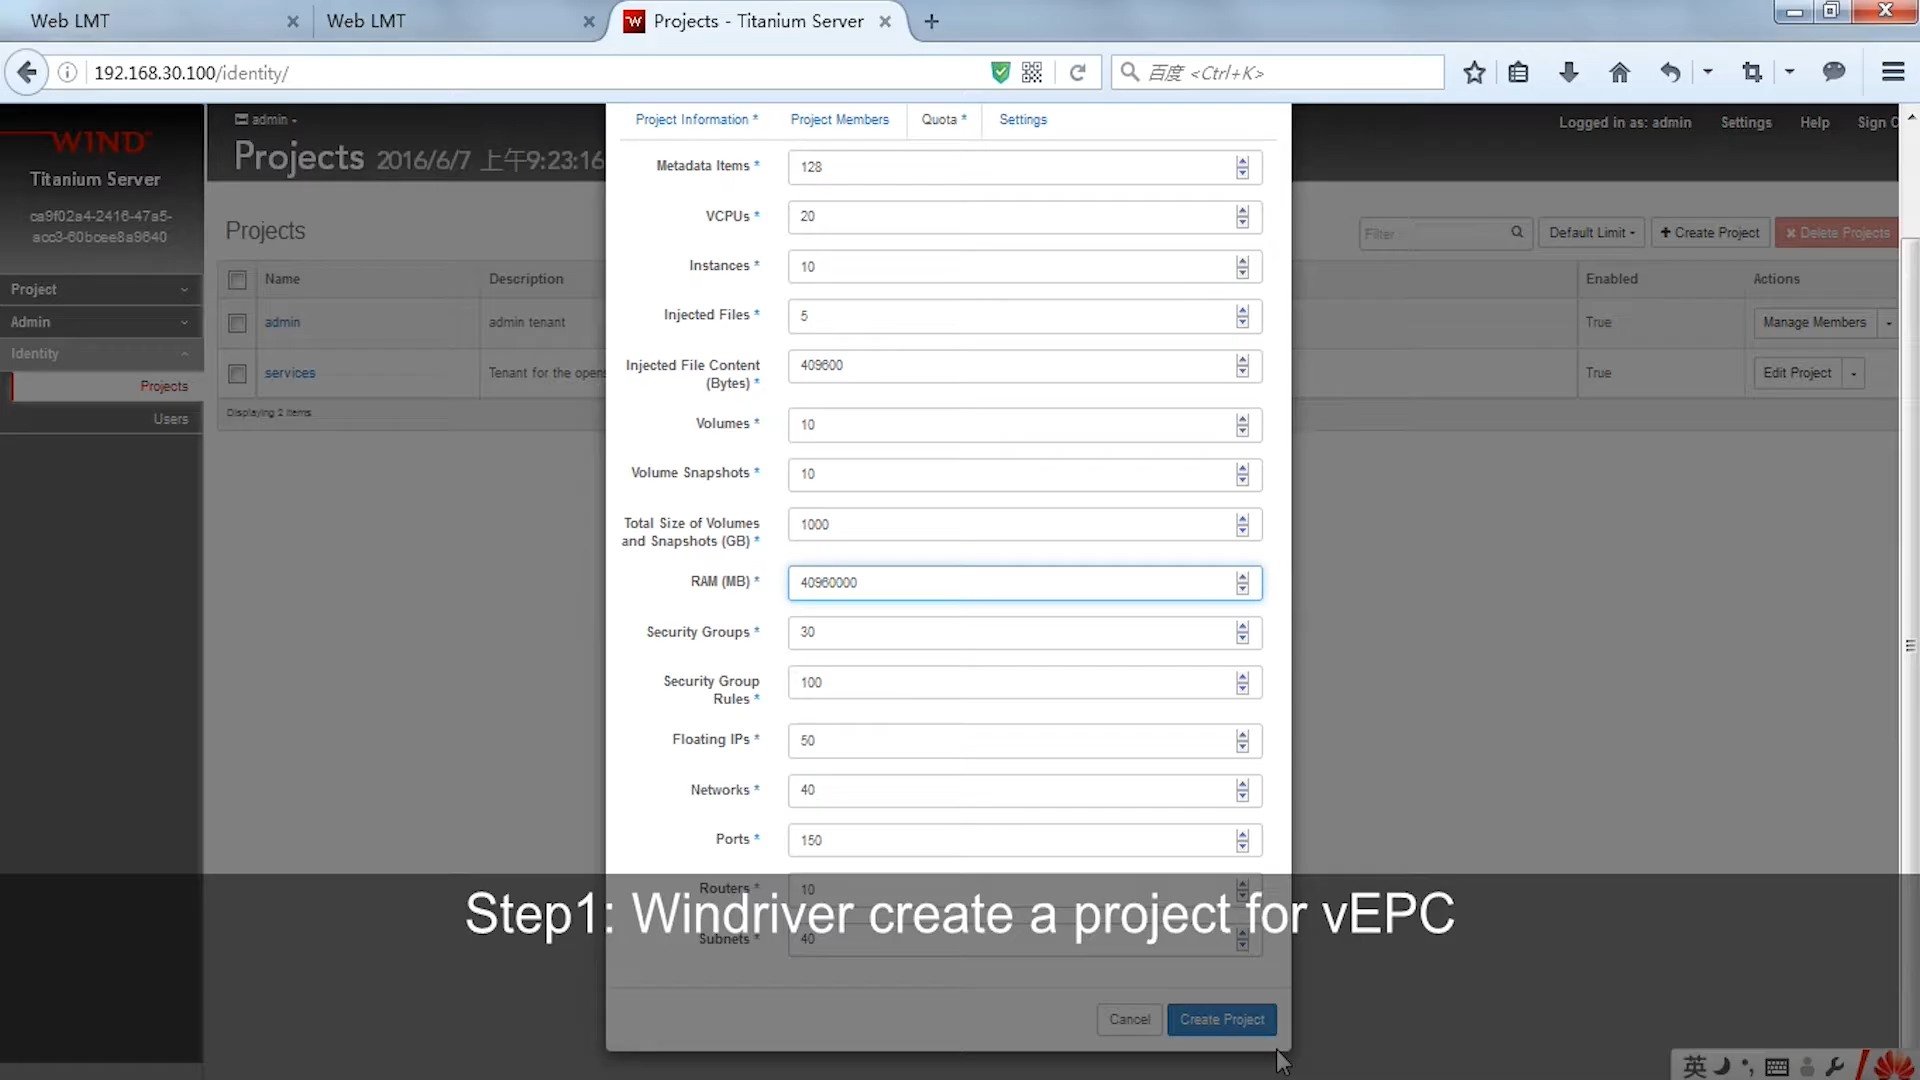 Web LMT
Web LMT
Projects - Titanium Server
192.168.30.100/identity/
百度 <Ctrl+K>
WIND
Titanium Server
ca9f02a4-2416-47a5-
acc3-60bcee8a9640
Project
Admin
Identity
Projects
Users
admin
Projects 2016/6/7 上午9:23:16
Logged in as: admin
Settings
Help
Sign O
Projects
Filter
Default Limit
Create Project
Delete Projects
Name
Description
Enabled
Actions
admin
admin tenant
True
Manage Members
services
Tenant for the opens
True
Edit Project
Displaying 2 items
Project Information *
Project Members
Quota *
Settings
Metadata Items * 128
VCPUs * 20
Instances * 10
Injected Files * 5
Injected File Content
(Bytes) * 409600
Volumes * 10
Volume Snapshots * 10
Total Size of Volumes
and Snapshots (GB) * 1000
RAM (MB) * 40960000
Security Groups * 30
Security Group
Rules * 100
Floating IPs * 50
Networks * 40
Ports * 150
Routers * 10
Subnets * 40
Step1: Windriver create a project for vEPC
Cancel
Create Project
英